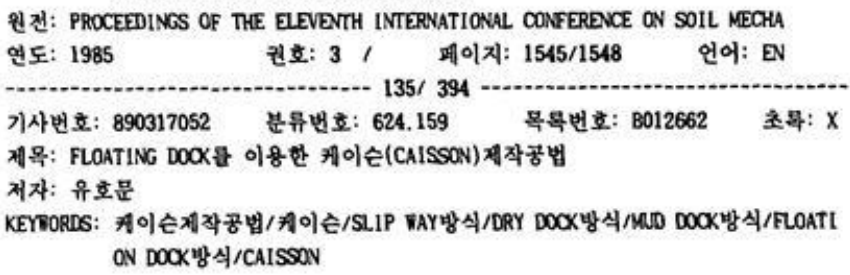 원전: PROCEEDINGS OF THE ELEVENTH INTERNATIONAL CONFERENCE ON SOIL MECHA
연도: 1985 권호: 3 / 페이지: 1545/1548 언어: EN
---------------------------------- 135/ 394 ----------------------------------
기사번호: 890317052 분류번호: 624.159 목록번호: B012662 초록: X
제목: FLOATING DOCK를 이용한 케이슨(CAISSON)제작공법
저자: 유호문
KEYWORDS: 케이슨제작공법/케이슨/SLIP WAY방식/DRY DOCK방식/MUD DOCK방식/FLOATI
ON DOCK방식/CAISSON